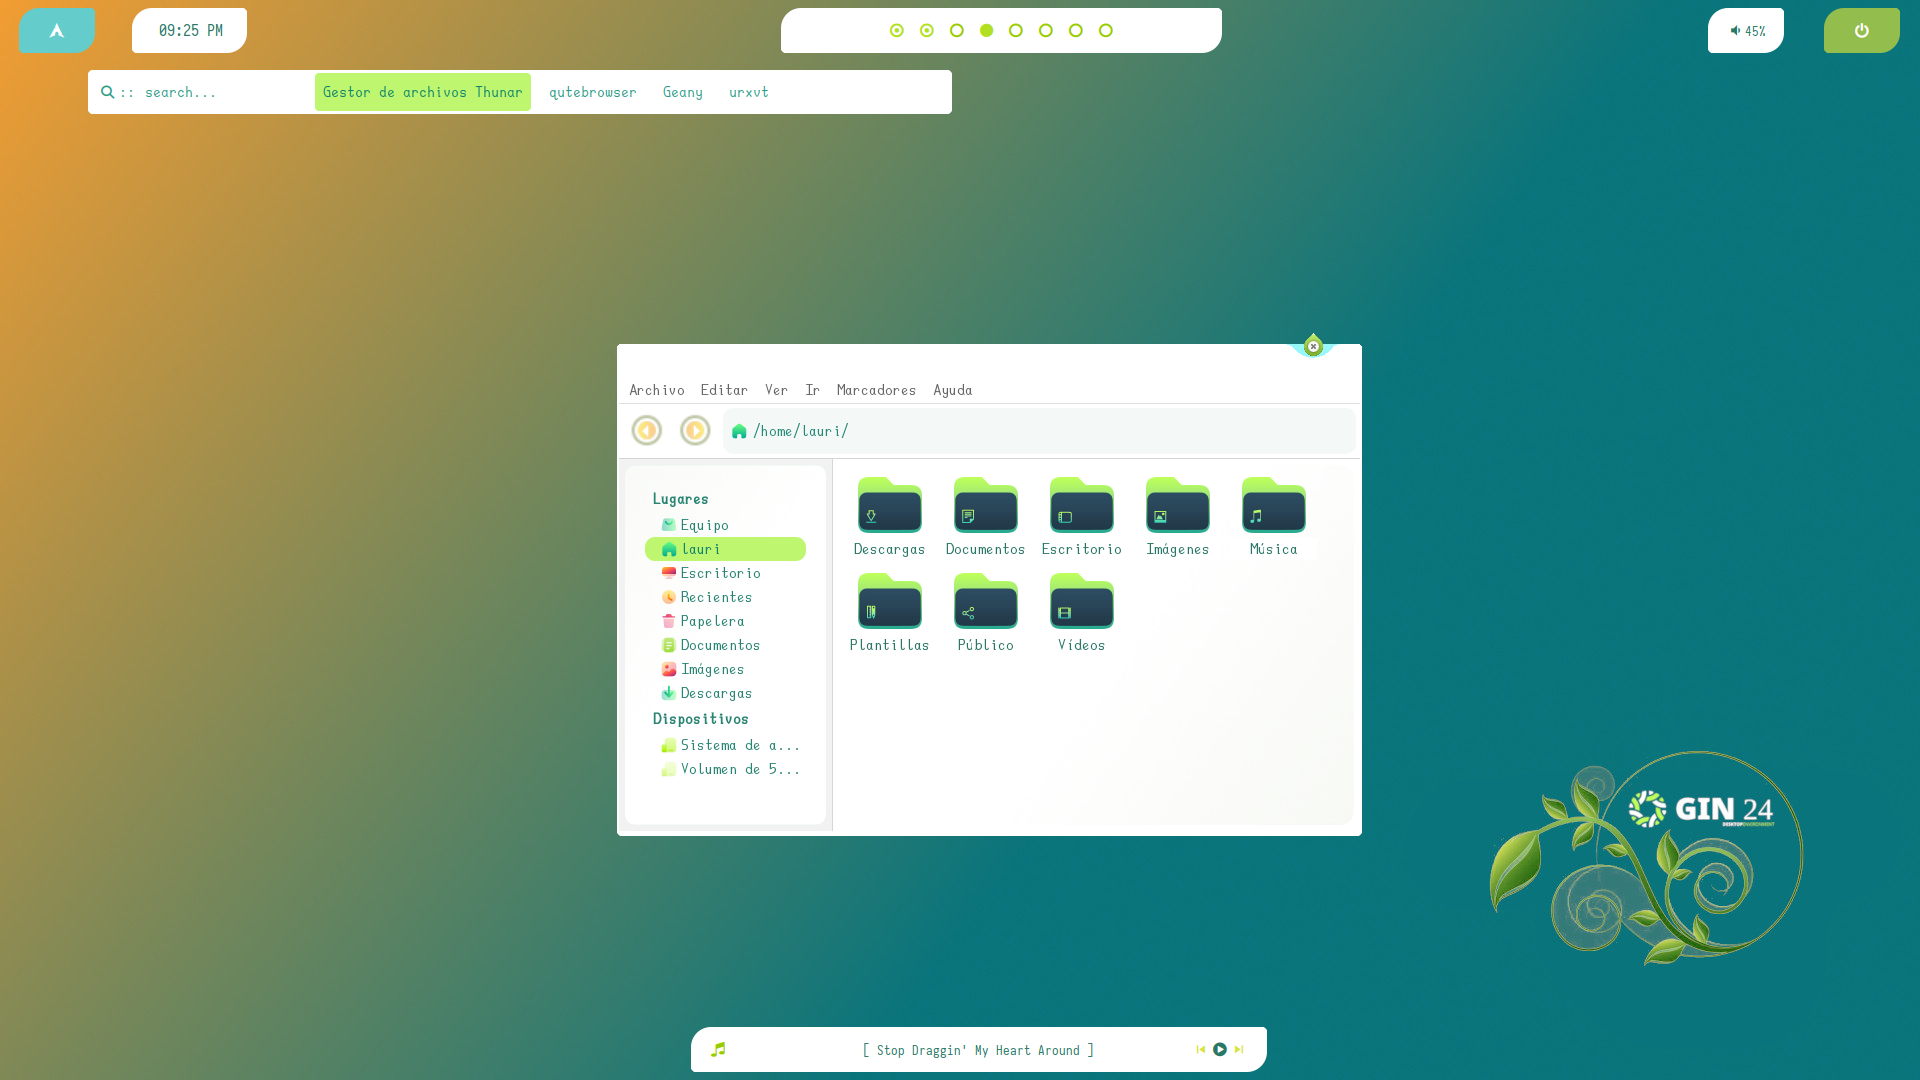 09:25 PM
45%
:: search... Gestor de archivos Thunar qutebrowser Geany urxvt
Archivo Editar Ver Ir Marcadores Ayuda
/home/lauri/
Lugares
Equipo
lauri
Escritorio
Recientes
Papelera
Documentos
Imágenes
Descargas
Dispositivos
Sistema de a...
Volumen de 5...
Descargas Documentos Escritorio Imágenes Música
Plantillas Público Vídeos
GIN 24
DESKTOPENVIRONMENT
[ Stop Draggin' My Heart Around ]